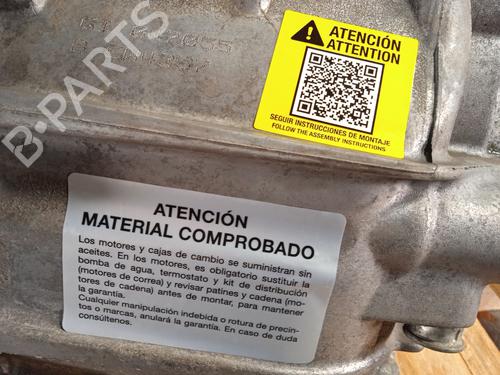 ATENCIÓN
ATTENTION
SEGUIR INSTRUCCIONES DE MONTAJE
FOLLOW THE ASSEMBLY INSTRUCTIONS
B-PARTS
ATENCIÓN
MATERIAL COMPROBADO
Los motores y cajas de cambio se suministran sin
aceites. En los motores, es obligatorio sustituir la
bomba de agua, termostato y kit de distribución
(motores de correa) y revisar patines y cadena (mo-
tores de cadena) antes de montar, para mantener
la garantía.
Cualquier manipulación indebida o rotura de precin-
tos o marcas, anulará la garantía. En caso de duda
consúltenos.